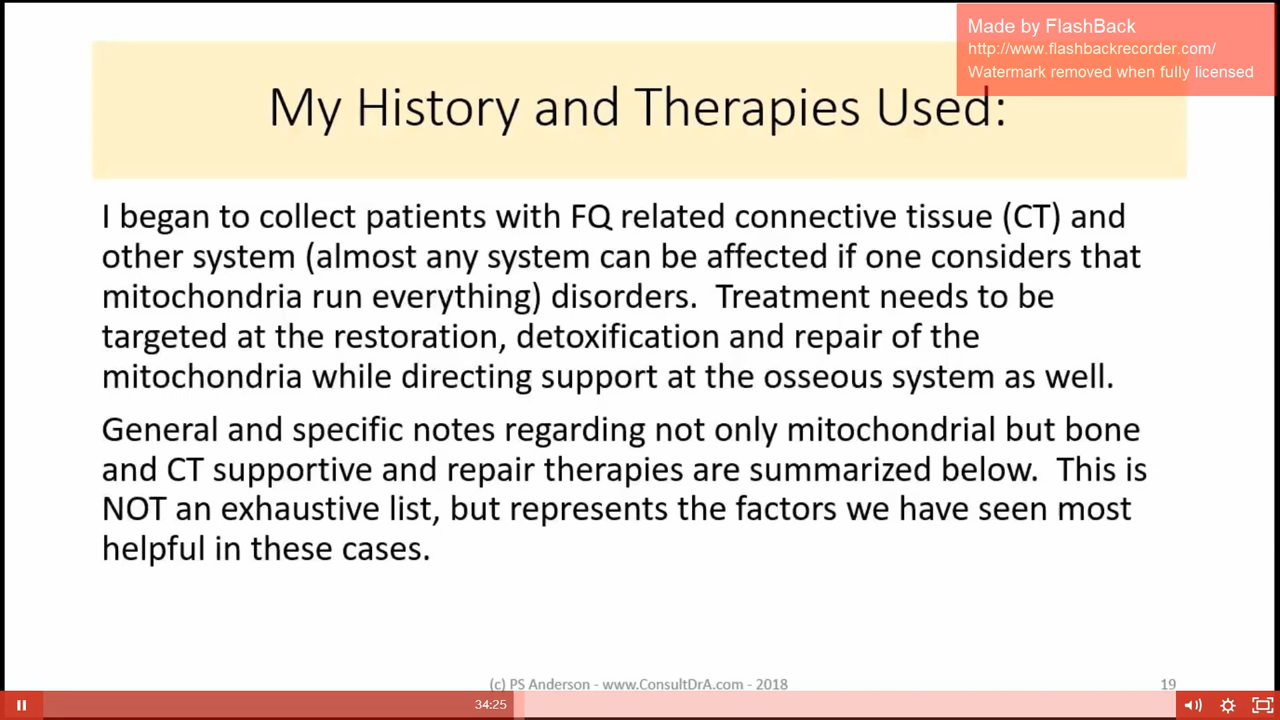 Made by FlashBack
http://www.flashbackrecorder.com/
Watermark removed when fully licensed
My History and Therapies Used:
I began to collect patients with FQ related connective tissue (CT) and
other system (almost any system can be affected if one considers that
mitochondria run everything) disorders.  Treatment needs to be
targeted at the restoration, detoxification and repair of the
mitochondria while directing support at the osseous system as well.
General and specific notes regarding not only mitochondrial but bone
and CT supportive and repair therapies are summarized below.  This is
NOT an exhaustive list, but represents the factors we have seen most
helpful in these cases.
(c) PS Anderson - www.ConsultDrA.com - 2018
19
34:25